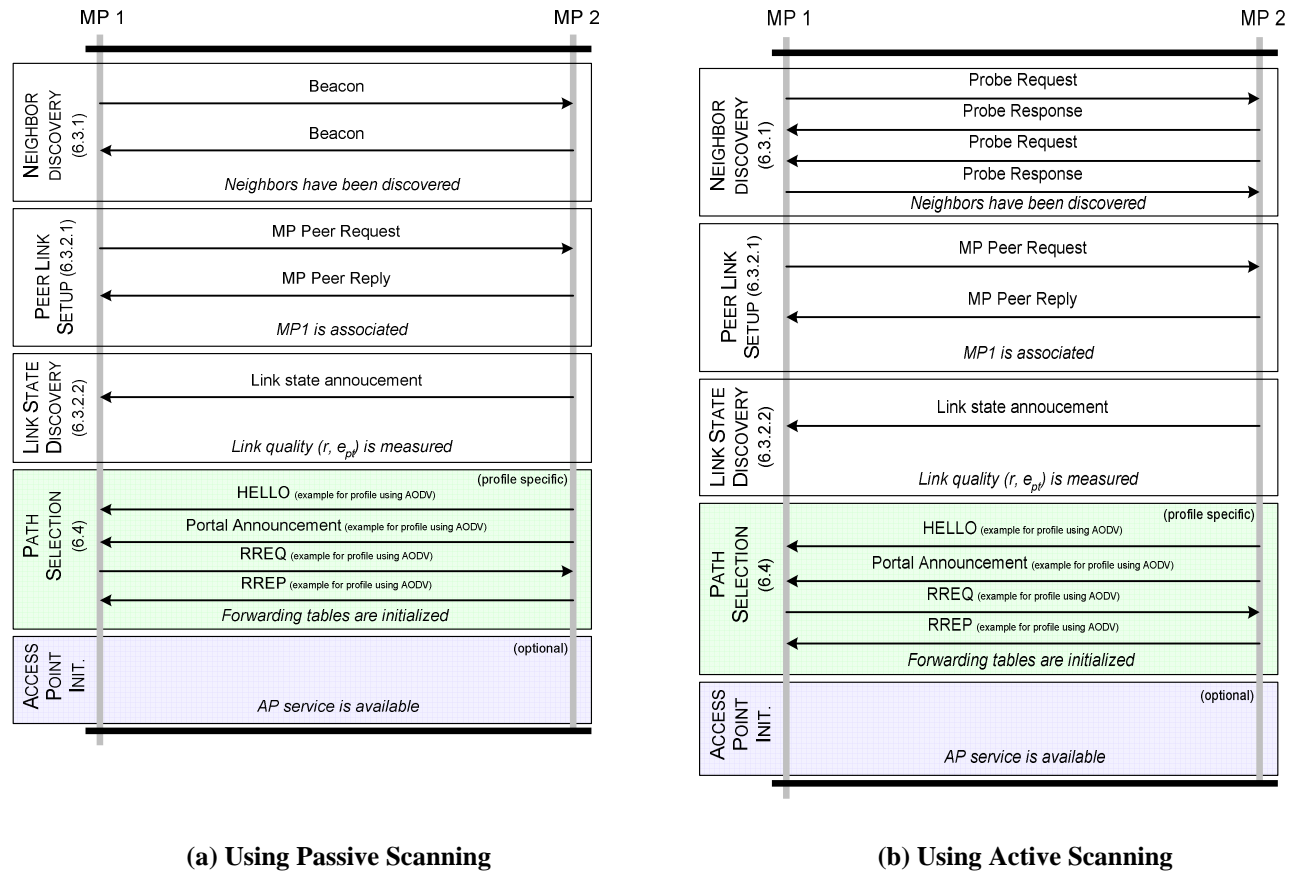 MP 1
MP 2
NEIGHBOR
DISCOVERY
(6.3.1)
Beacon
Beacon
Neighbors have been discovered
PEER LINK
SETUP (6.3.2.1)
MP Peer Request
MP Peer Reply
MP1 is associated
LINK STATE
DISCOVERY
(6.3.2.2)
Link state annoucement
Link quality (r, ept) is measured
PATH
SELECTION
(6.4)
(profile specific)
HELLO (example for profile using AODV)
Portal Announcement (example for profile using AODV)
RREQ (example for profile using AODV)
RREP (example for profile using AODV)
Forwarding tables are initialized
ACCESS
POINT
INIT.
(optional)
AP service is available
(a) Using Passive Scanning
MP 1
MP 2
NEIGHBOR
DISCOVERY
(6.3.1)
Probe Request
Probe Response
Probe Request
Probe Response
Neighbors have been discovered
PEER LINK
SETUP (6.3.2.1)
MP Peer Request
MP Peer Reply
MP1 is associated
LINK STATE
DISCOVERY
(6.3.2.2)
Link state annoucement
Link quality (r, ept) is measured
PATH
SELECTION
(6.4)
(profile specific)
HELLO (example for profile using AODV)
Portal Announcement (example for profile using AODV)
RREQ (example for profile using AODV)
RREP (example for profile using AODV)
Forwarding tables are initialized
ACCESS
POINT
INIT.
(optional)
AP service is available
(b) Using Active Scanning